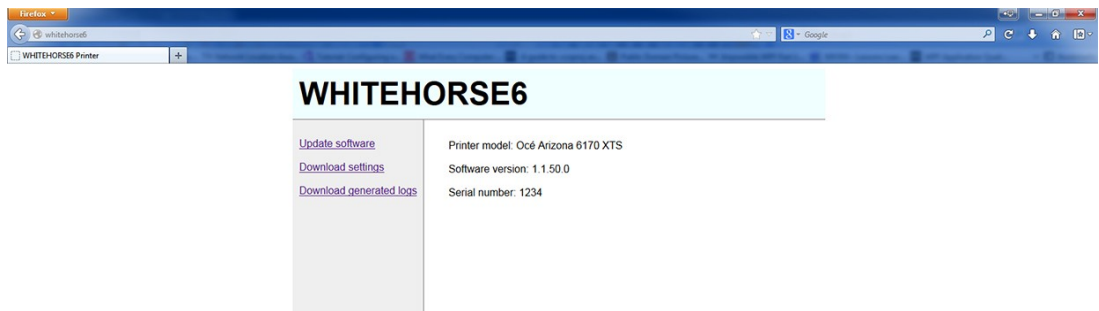 Firefox
whitehorse6
Google
WHITEHORSE6 Printer
WHITEHORSE6
Update software
Download settings
Download generated logs
Printer model: Océ Arizona 6170 XTS
Software version: 1.1.50.0
Serial number: 1234